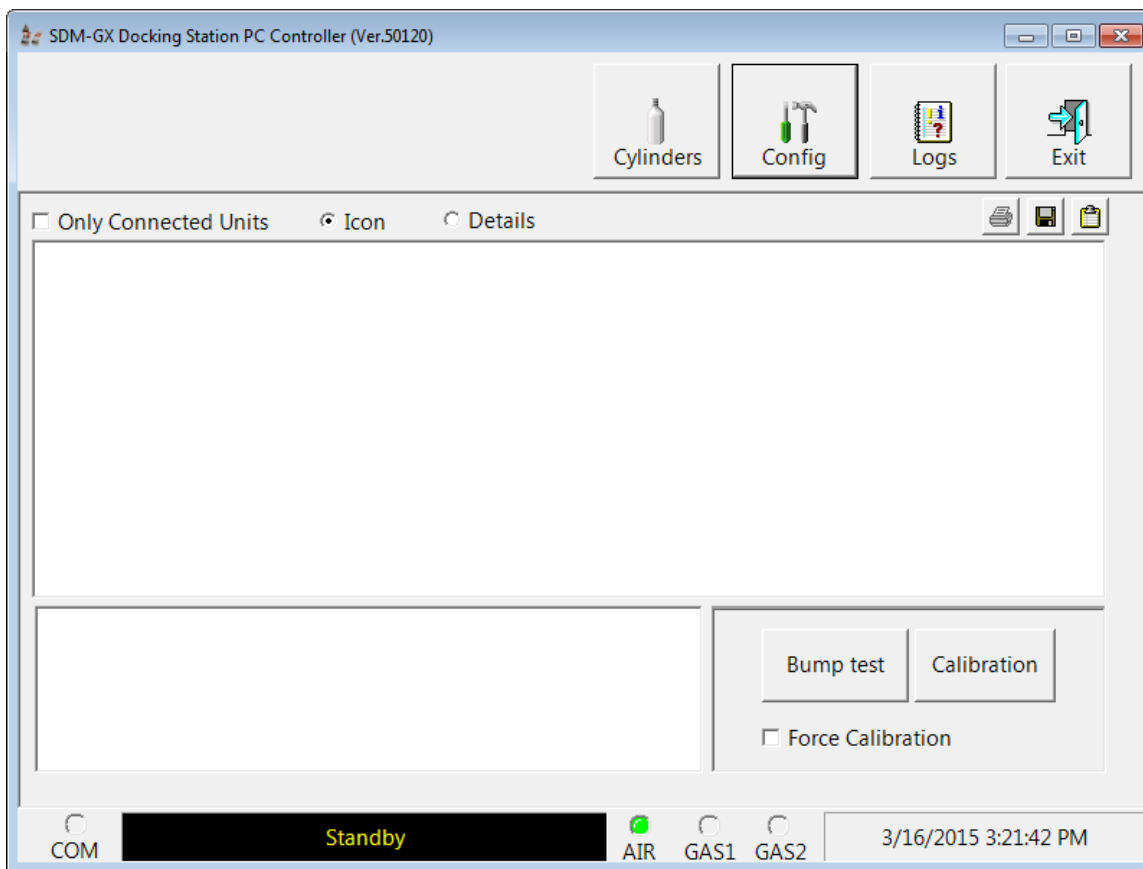 SDM-GX Docking Station PC Controller (Ver.50120)
Cylinders Config Logs Exit
Only Connected Units Icon Details
Bump test Calibration
Force Calibration
COM Standby AIR GAS1 GAS2 3/16/2015 3:21:42 PM